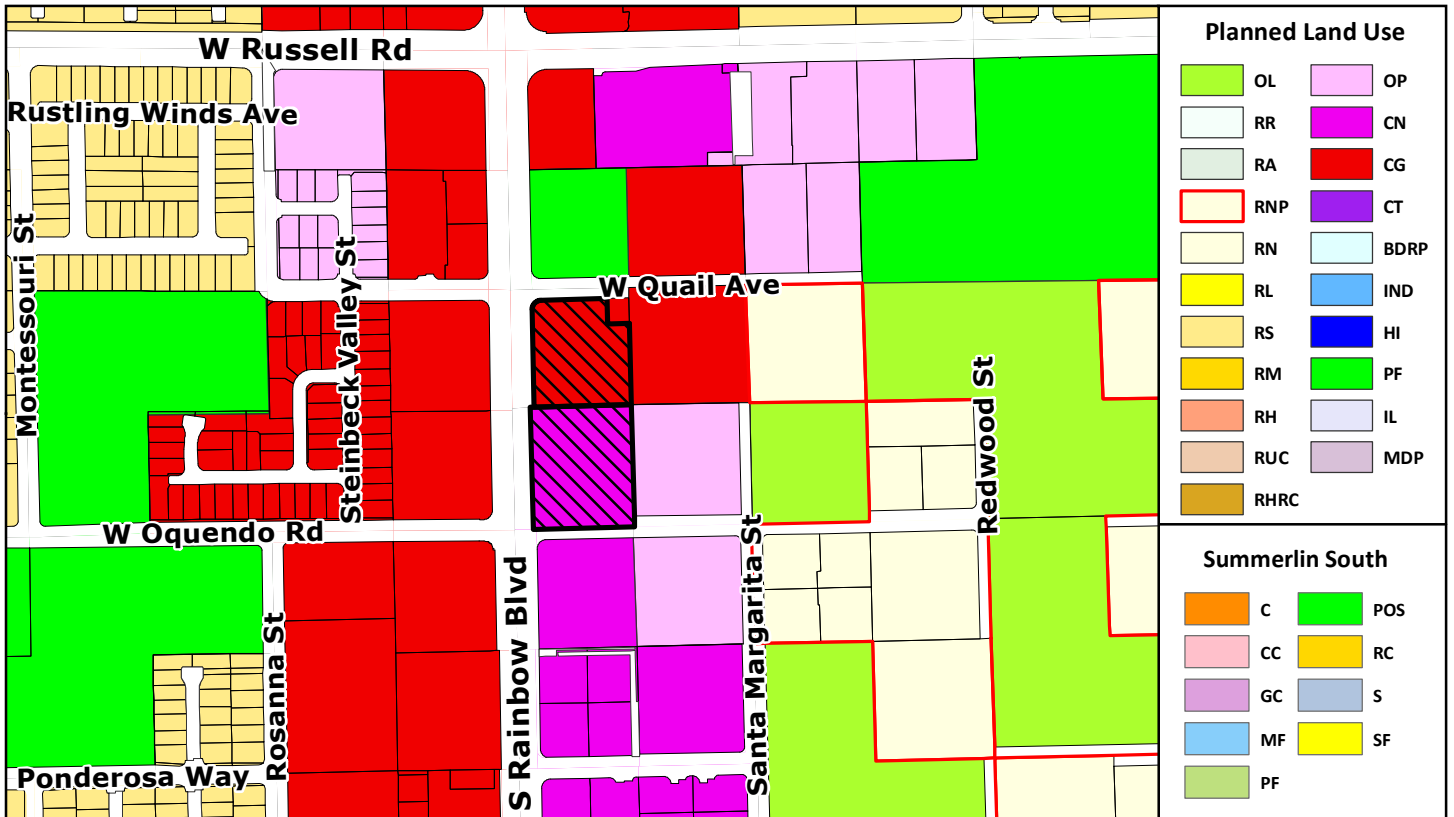 W Russell Rd
Rustling Winds Ave
Montessouri St
Steinbeck Valley St
W Quail Ave
Redwood St
W Oquendo Rd
Rosanna St
S Rainbow Blvd
Santa Margarita St
Ponderosa Way
Planned Land Use
OL
OP
RR
CN
RA
CG
RNP
CT
RN
BDRP
RL
IND
RS
HI
RM
PF
RH
IL
RUC
MDP
RHRC
Summerlin South
C
POS
CC
RC
GC
S
MF
SF
PF